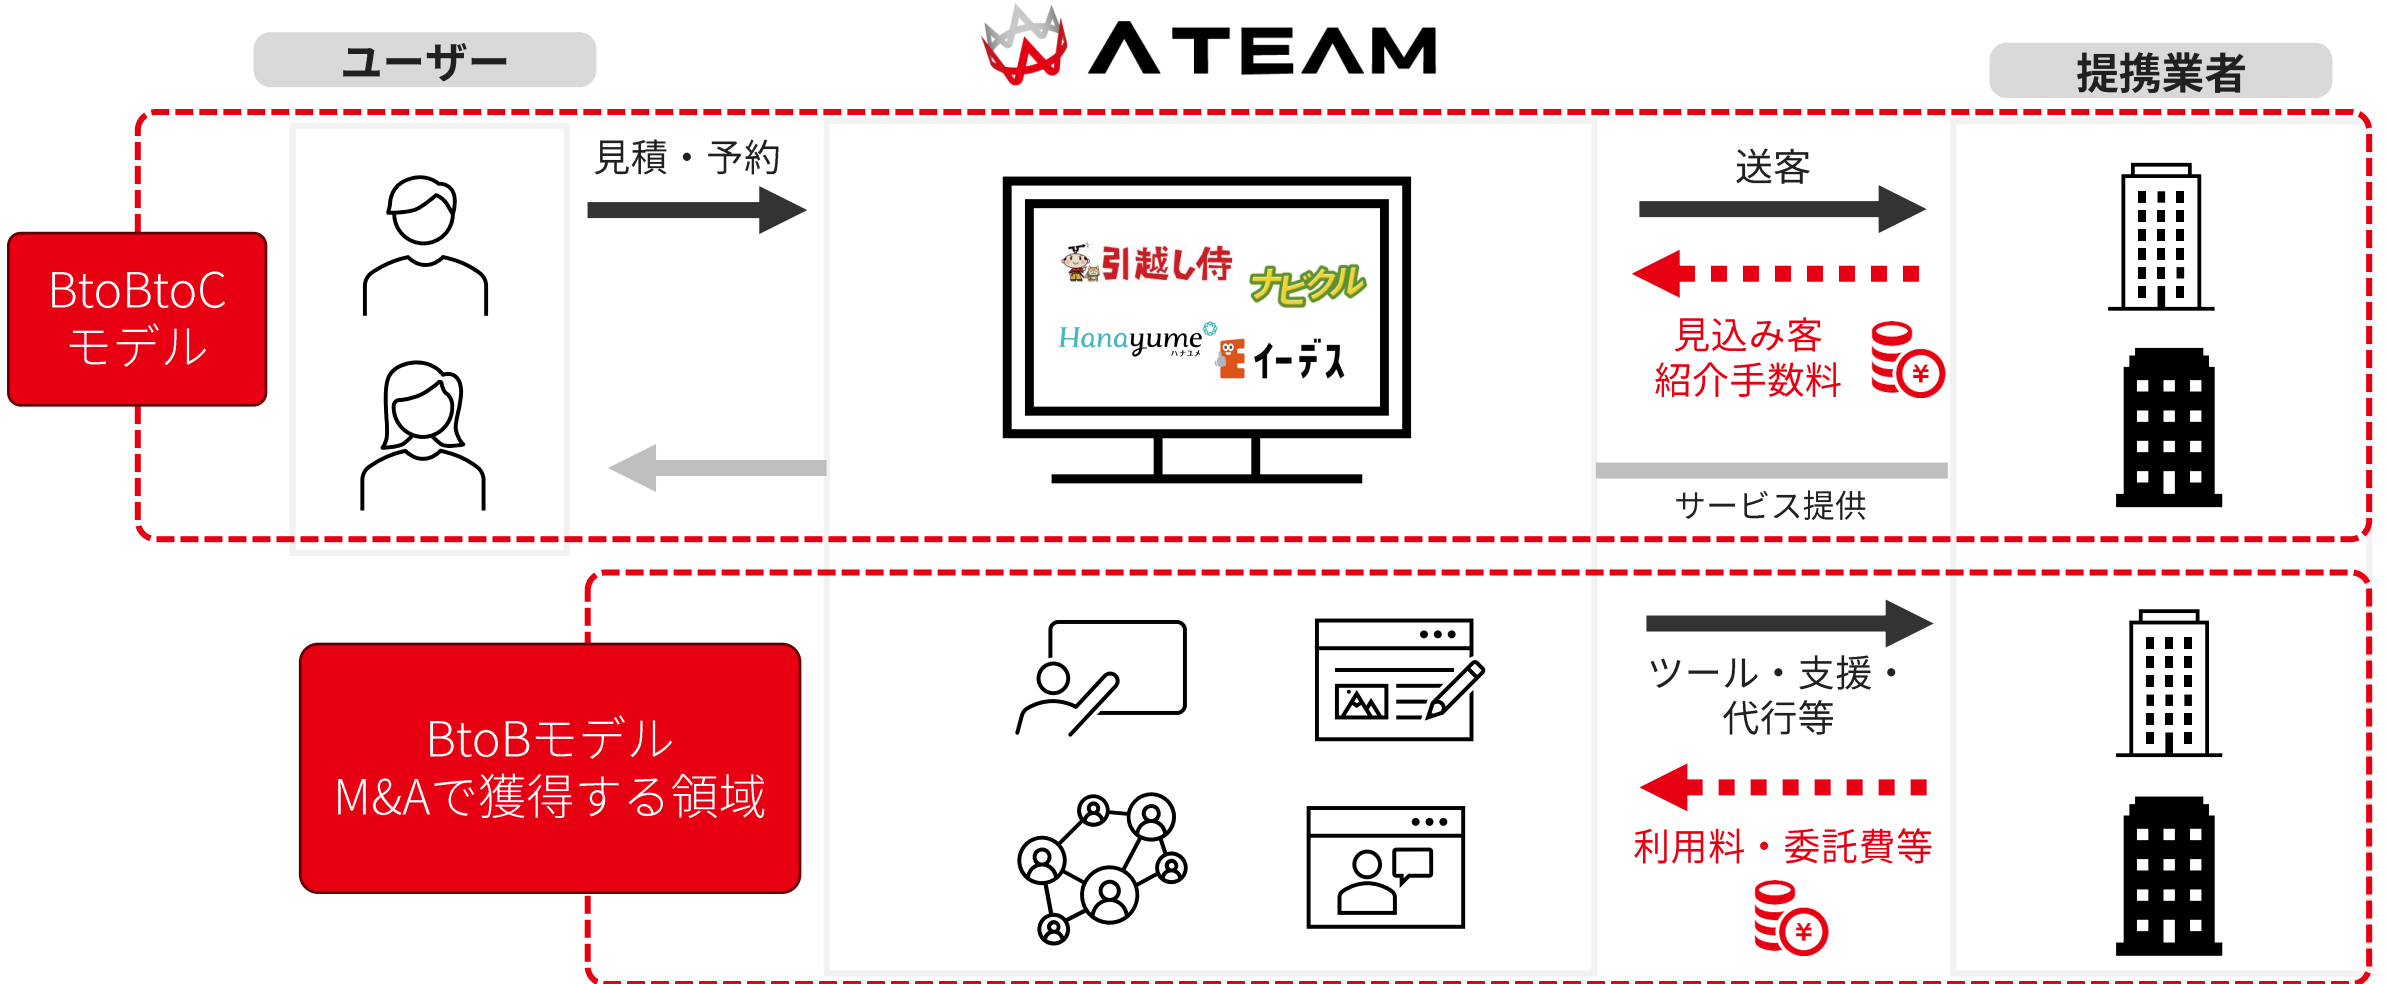 ユーザー
ATEAM
提携業者
見積・予約
送客
BtoBtoC
モデル
引越し侍
ナビクル
Hanayume
ハナユメ
イーデス
見込み客
紹介手数料
¥
サービス提供
BtoBモデル
M&Aで獲得する領域
ツール・支援・
代行等
利用料・委託費等
¥